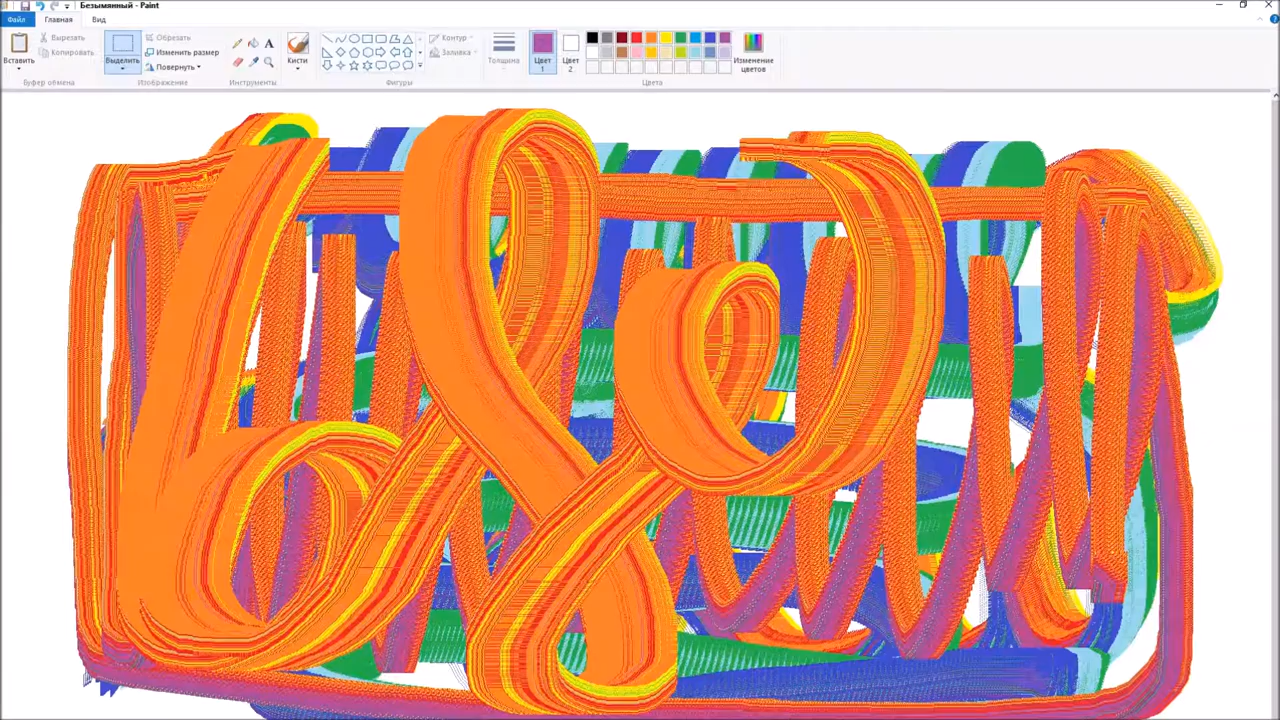 Безымянный - Paint
Файл Главная Вид
Вставить
Вырезать
Копировать
Буфер обмена
Выделить
Обрезать
Изменить размер
Повернуть
Изображение
A
Инструменты
Кисти
Фигуры
Контур
Заливка
Толщина
Цвет 1
Цвет 2
Изменение цветов
Цвета